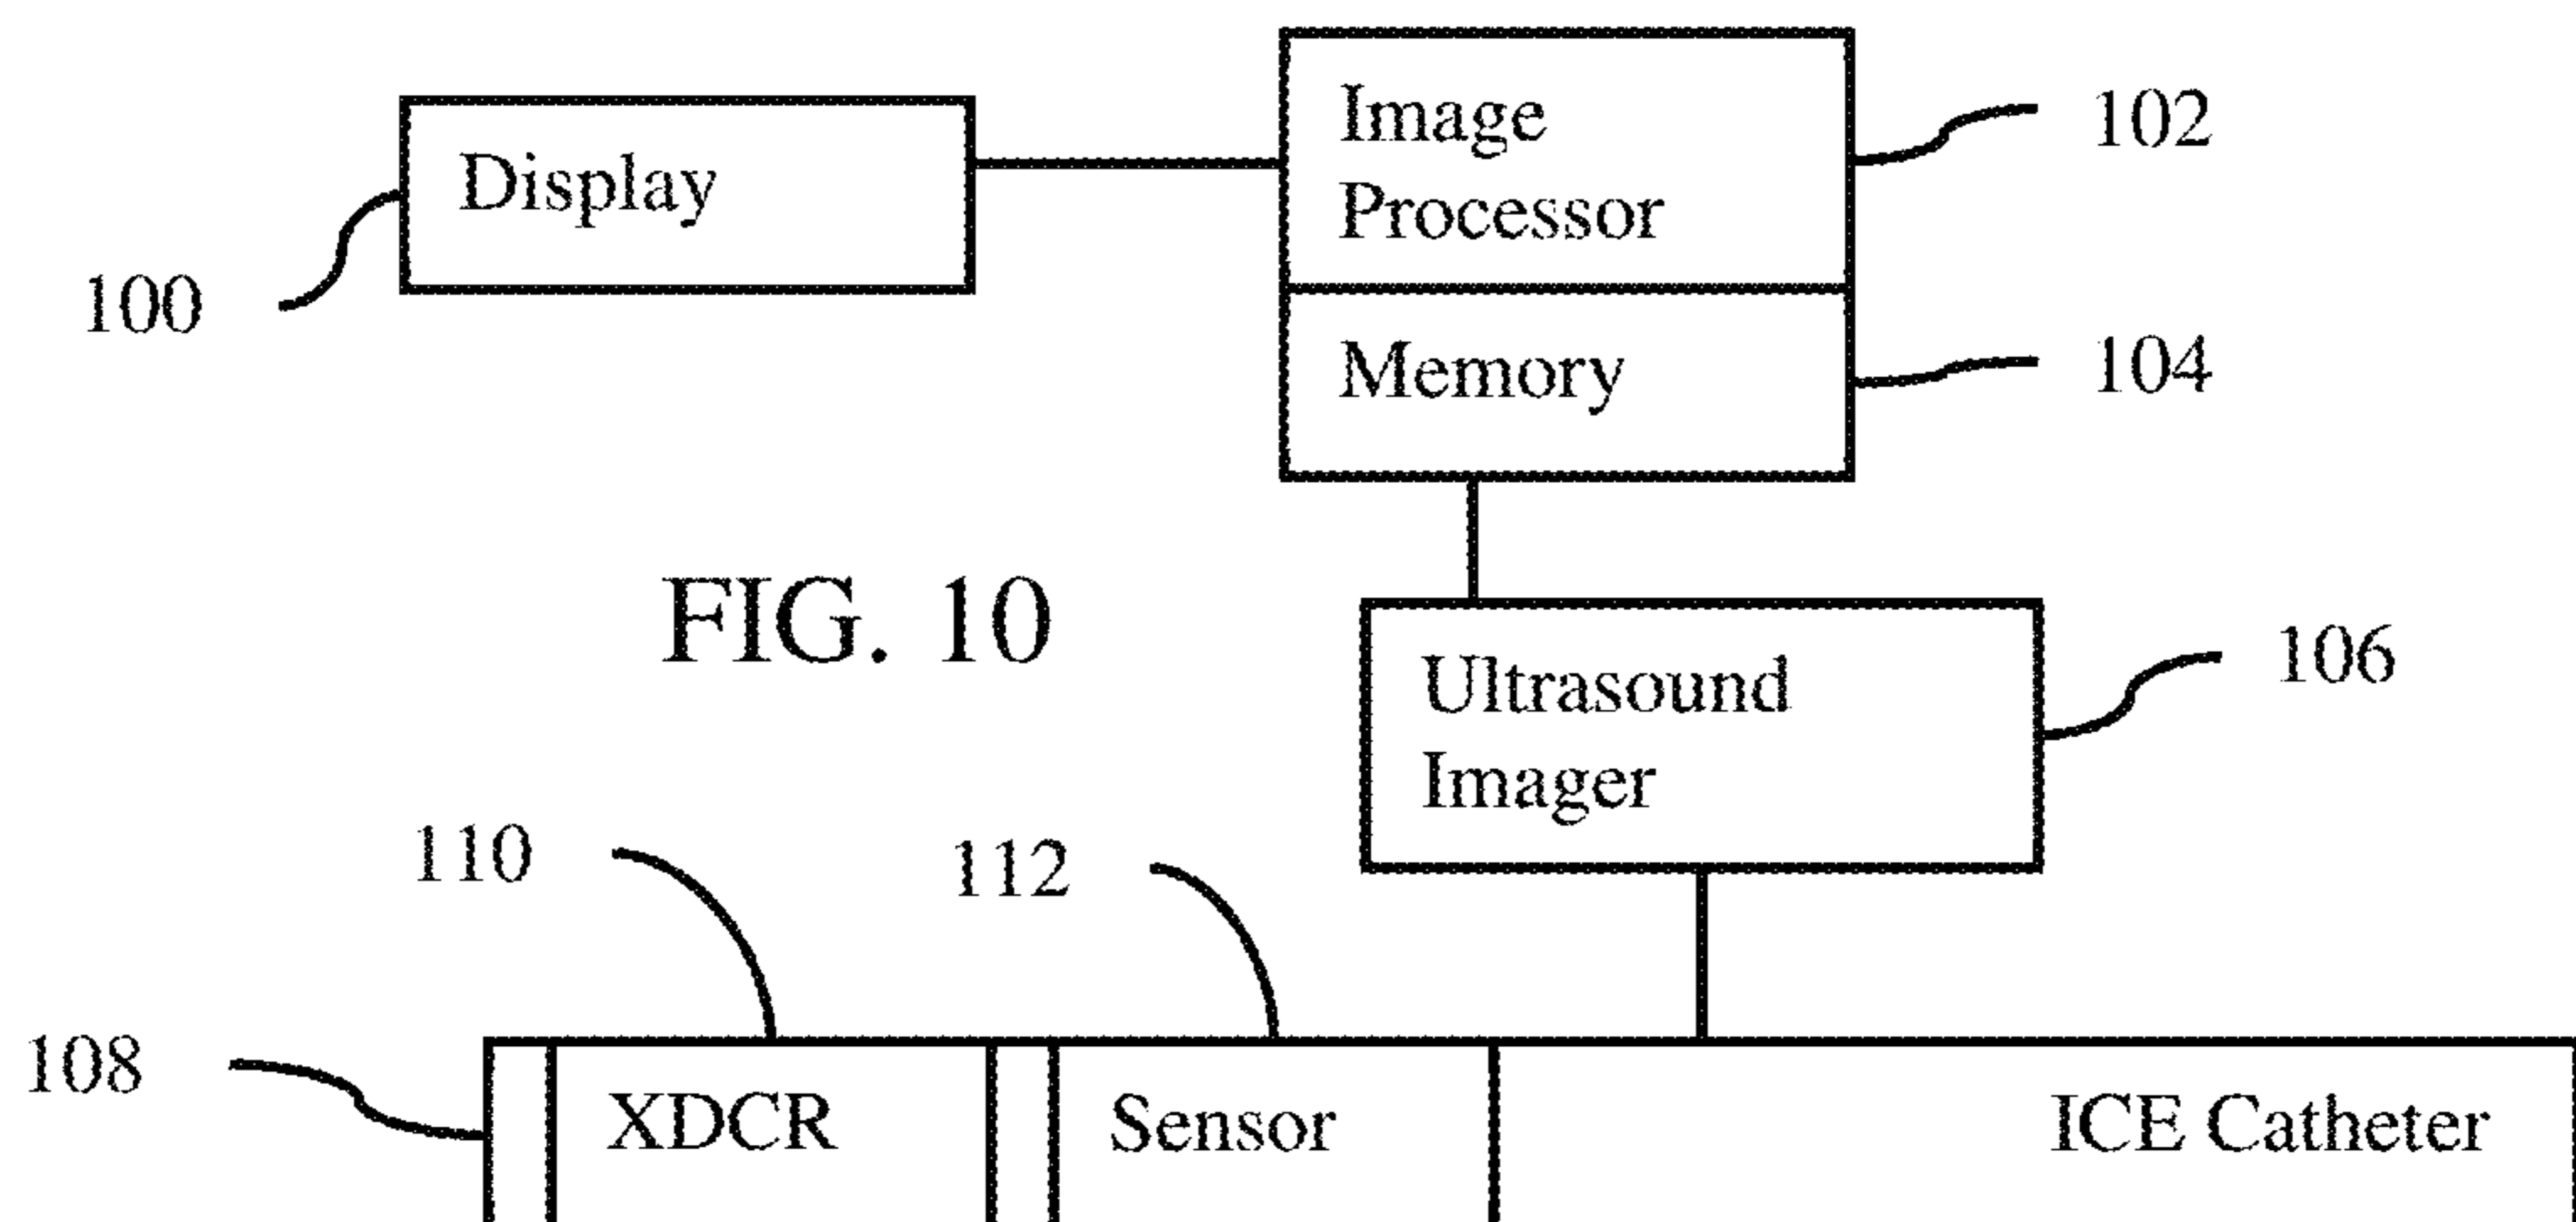 Image
Processor
102
Display
100
Memory
104
FIG. 10
Ultrasound
Imager
106
110
112
108
XDCR
Sensor
ICE Catheter